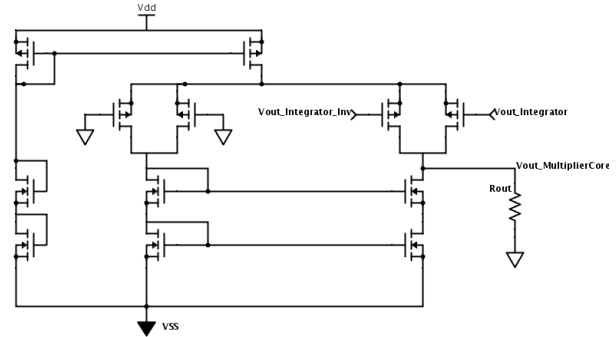 Vdd
Vout_Integrator_Inv
Vout_Integrator
Vout_MultiplierCore
Rout
VSS